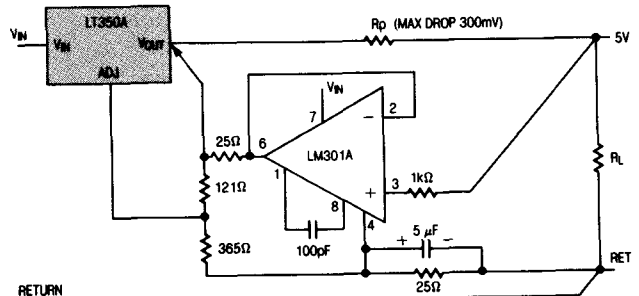 LT350A
VIN
VIN
VOUT
ADJ
Rp (MAX DROP 300mV)
5V
VIN
7
2
−
25Ω
6
LM301A
1
8
+
3
1kΩ
4
RL
121Ω
100pF
+
5 μF
−
365Ω
25Ω
RET
RETURN